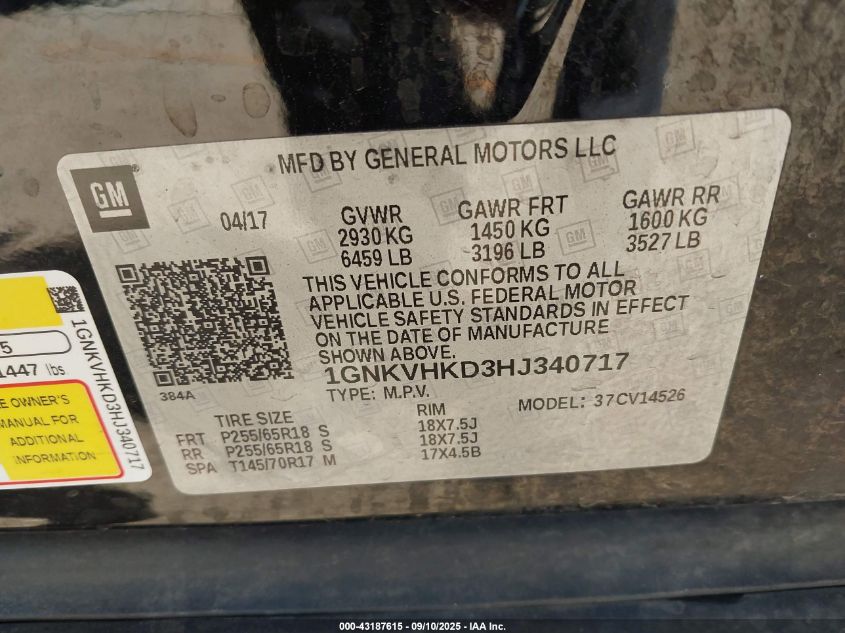 MFD BY GENERAL MOTORS LLC
GM
04/17
GVWR
2930 KG
6459 LB
GAWR FRT
1450 KG
3196 LB
GAWR RR
1600 KG
3527 LB
THIS VEHICLE CONFORMS TO ALL
APPLICABLE U.S. FEDERAL MOTOR
VEHICLE SAFETY STANDARDS IN EFFECT
ON THE DATE OF MANUFACTURE
SHOWN ABOVE.
1GNKVHKD3HJ340717
384A
TYPE: M.P.V.
MODEL: 37CV14526
TIRE SIZE
RIM
FRT P255/65R18 S 18X7.5J
RR P255/65R18 S 18X7.5J
SPA T145/70R17 M 17X4.5B
5
1447 lbs
OWNER'S
MANUAL FOR
ADDITIONAL
INFORMATION
1GNKVHKD3HJ340717
000-43187615 - 09/10/2025 - IAA Inc.